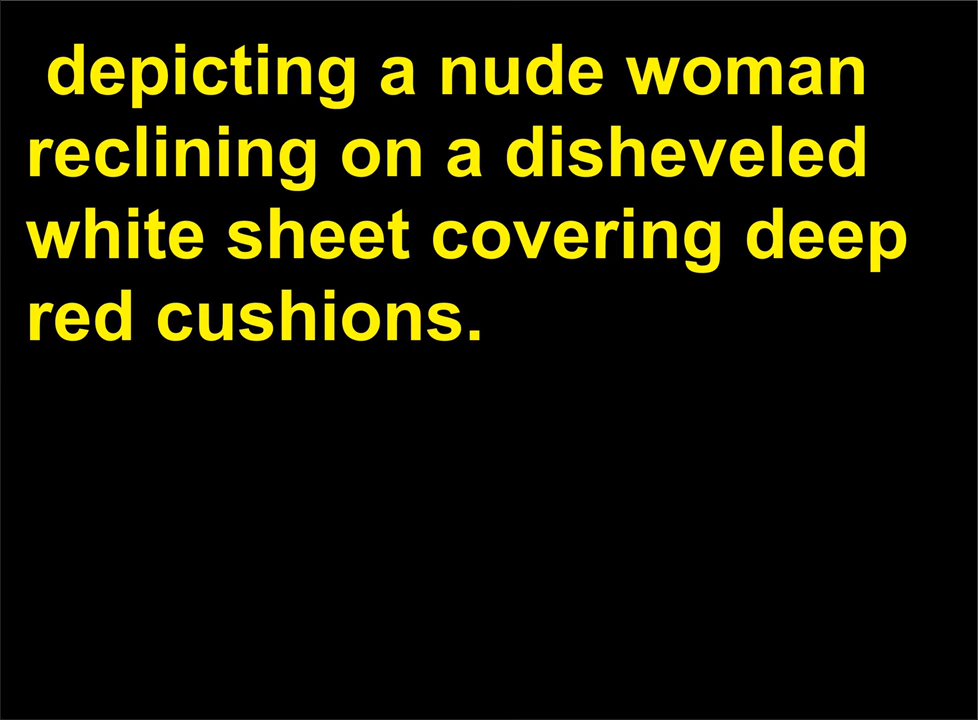 depicting a nude woman
reclining on a disheveled
white sheet covering deep
red cushions.